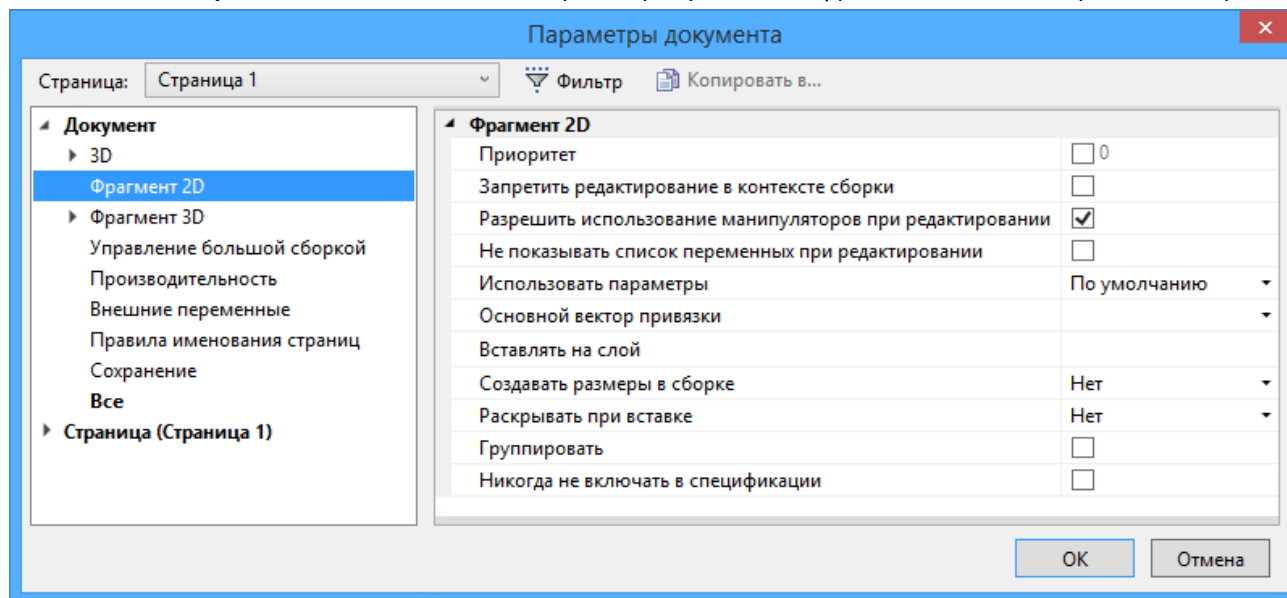 Параметры документа
Страница: Страница 1 Фильтр Копировать в...
Документ
3D
Фрагмент 2D
Фрагмент 3D
Управление большой сборкой
Производительность
Внешние переменные
Правила именования страниц
Сохранение
Все
Страница (Страница 1)
Фрагмент 2D
Приоритет 0
Запретить редактирование в контексте сборки
Разрешить использование манипуляторов при редактировании
Не показывать список переменных при редактировании
Использовать параметры По умолчанию
Основной вектор привязки
Вставлять на слой
Создавать размеры в сборке Нет
Раскрывать при вставке Нет
Группировать
Никогда не включать в спецификации
OK Отмена